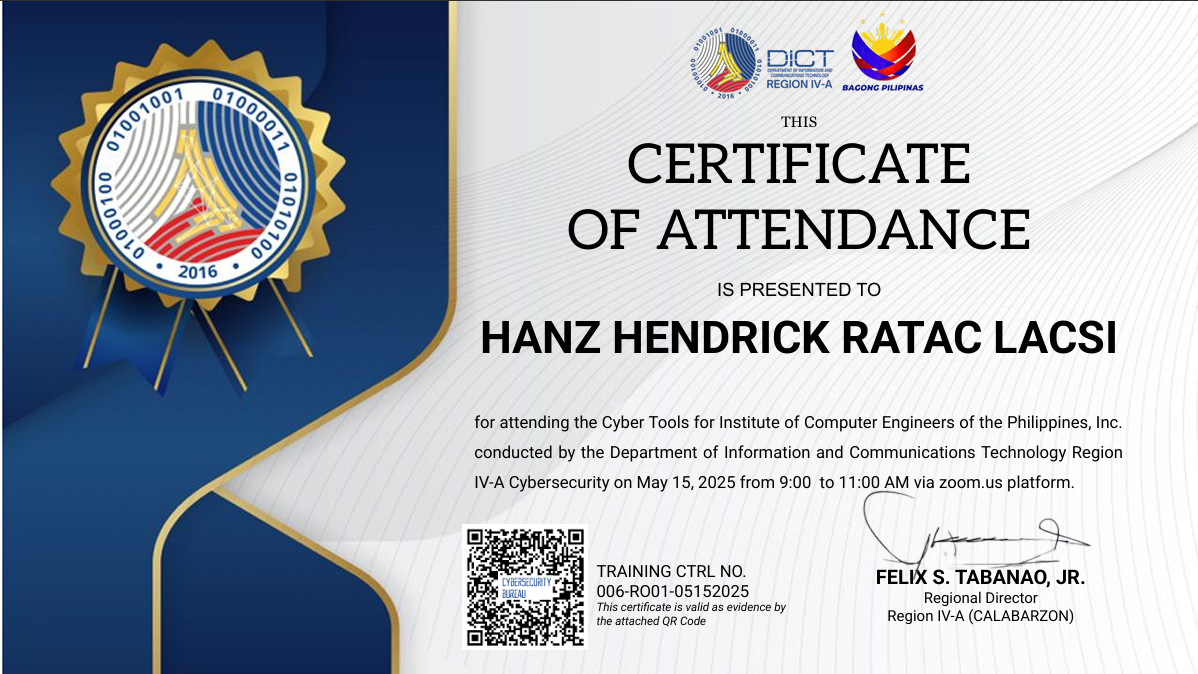 01001001 01000011 01010100 01000100
• 2016 •
01001001 01000011 01010100 01000100
• 2016 •
DICT
DEPARTMENT OF INFORMATION AND
COMMUNICATIONS TECHNOLOGY
REGION IV-A
BAGONG PILIPINAS
THIS
CERTIFICATE
OF ATTENDANCE
IS PRESENTED TO
HANZ HENDRICK RATAC LACSI
for attending the Cyber Tools for Institute of Computer Engineers of the Philippines, Inc.
conducted by the Department of Information and Communications Technology Region
IV-A Cybersecurity on May 15, 2025 from 9:00  to 11:00 AM via zoom.us platform.
CYBERSECURITY
BUREAU
TRAINING CTRL NO.
006-RO01-05152025
This certificate is valid as evidence by
the attached QR Code
FELIX S. TABANAO, JR.
Regional Director
Region IV-A (CALABARZON)